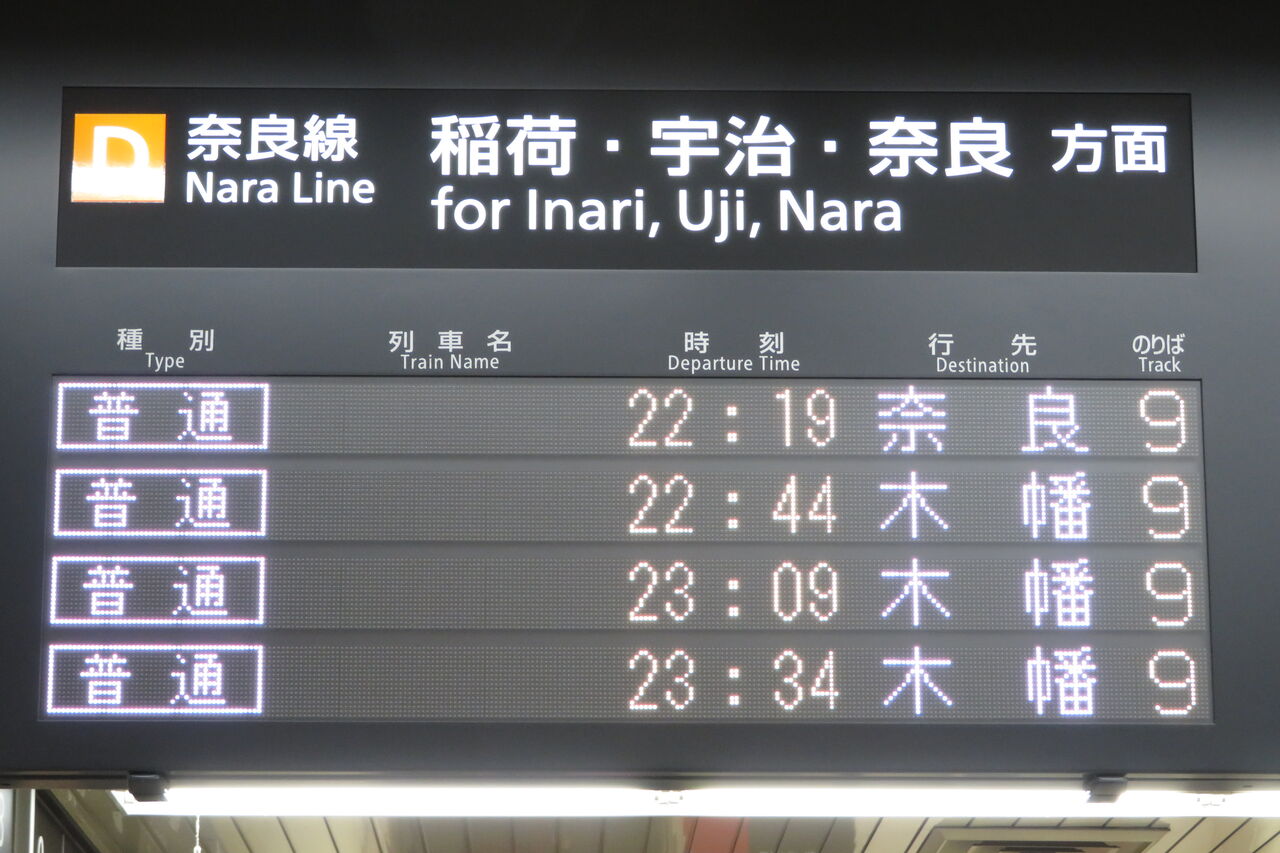 D 奈良線 稲荷・宇治・奈良 方面
Nara Line for Inari, Uji, Nara
種別 列車名 時刻 行先 のりば
Type Train Name Departure Time Destination Track
普通 22:19 奈良 9
普通 22:44 木幡 9
普通 23:09 木幡 9
普通 23:34 木幡 9